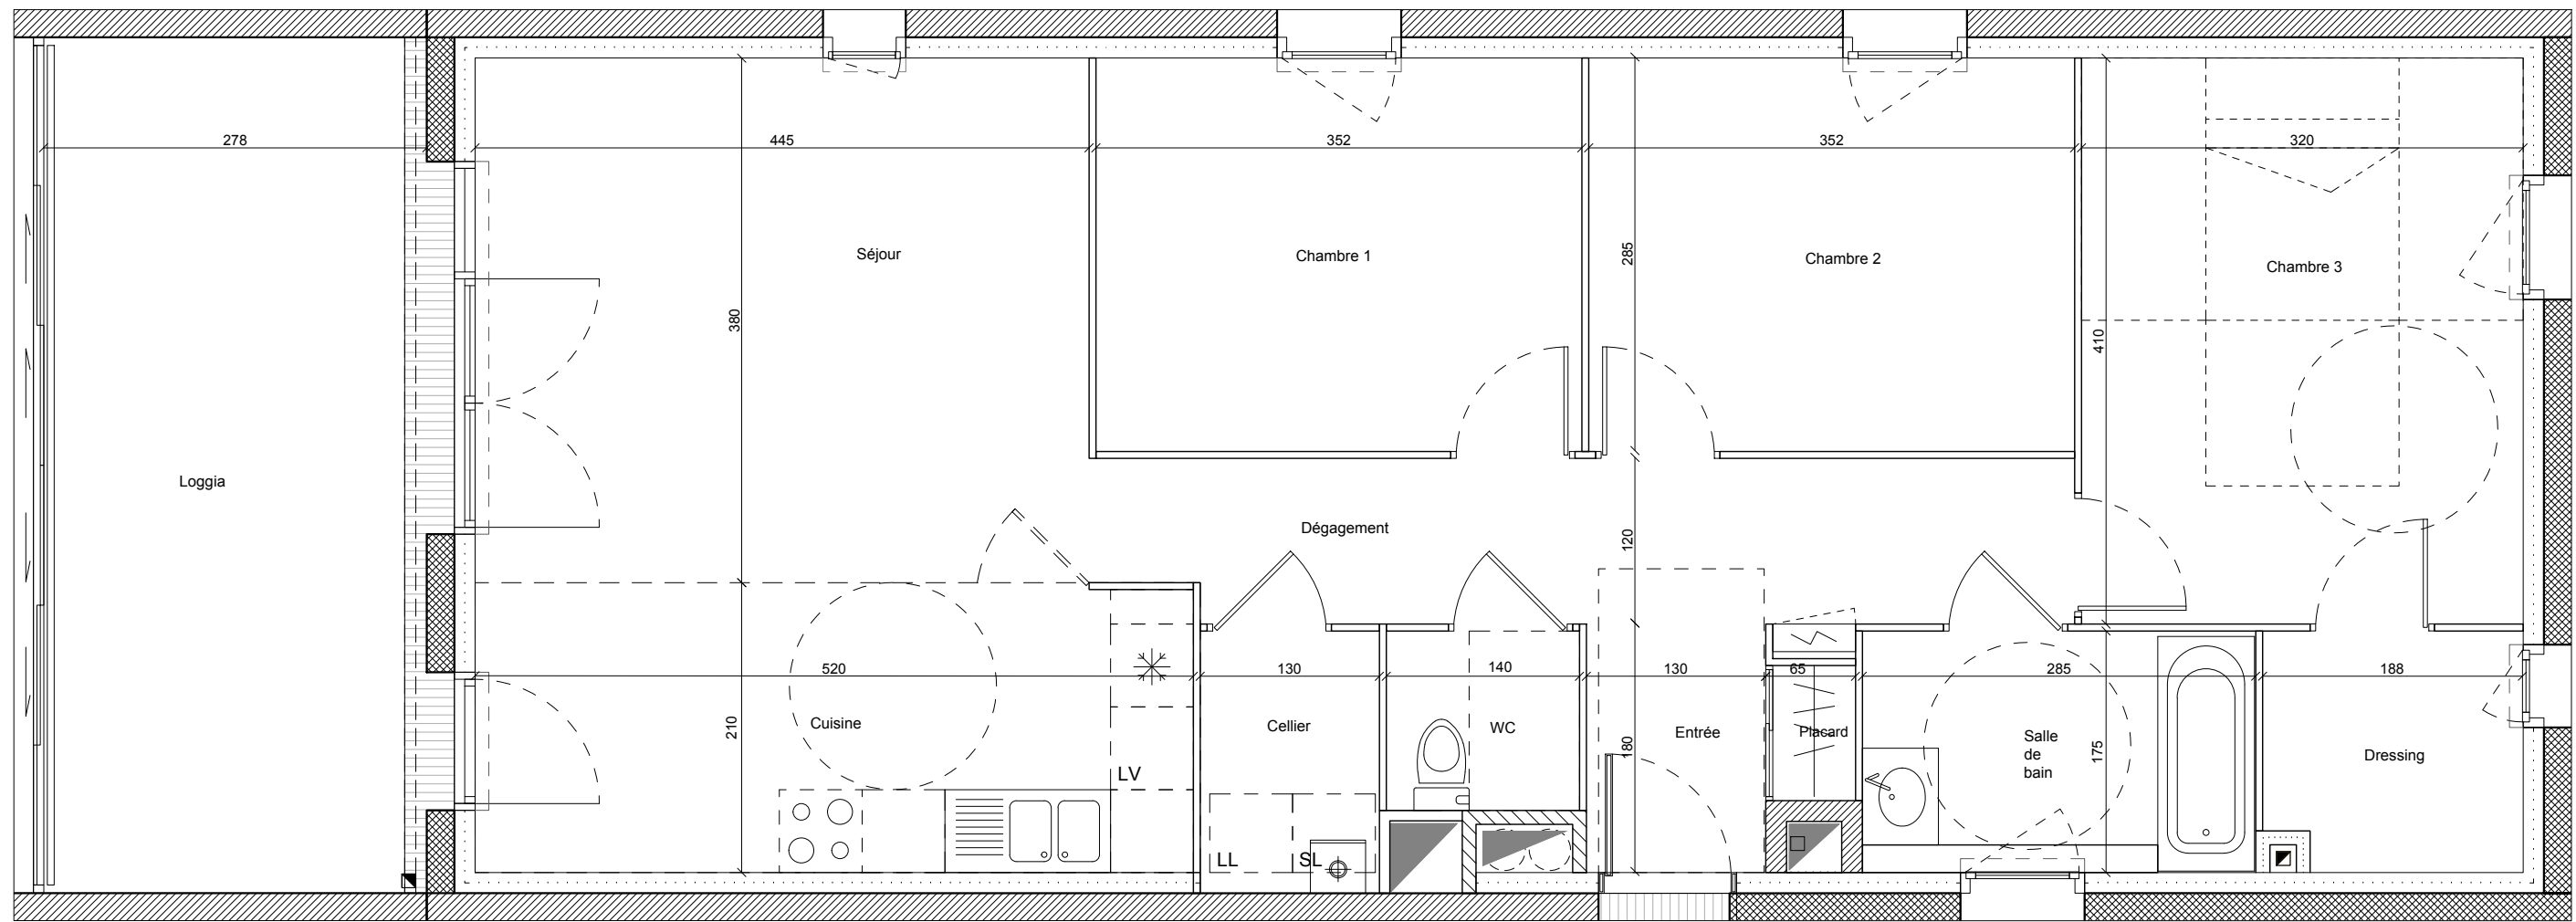 278
445
352
352
320
Séjour
Chambre 1
285
Chambre 2
Chambre 3
380
410
Loggia
Dégagement
120
520
130
140
130
65
285
188
Cuisine
210
LV
Cellier
WC
Entrée
180
Placard
Salle
de
bain
175
Dressing
LL
SL